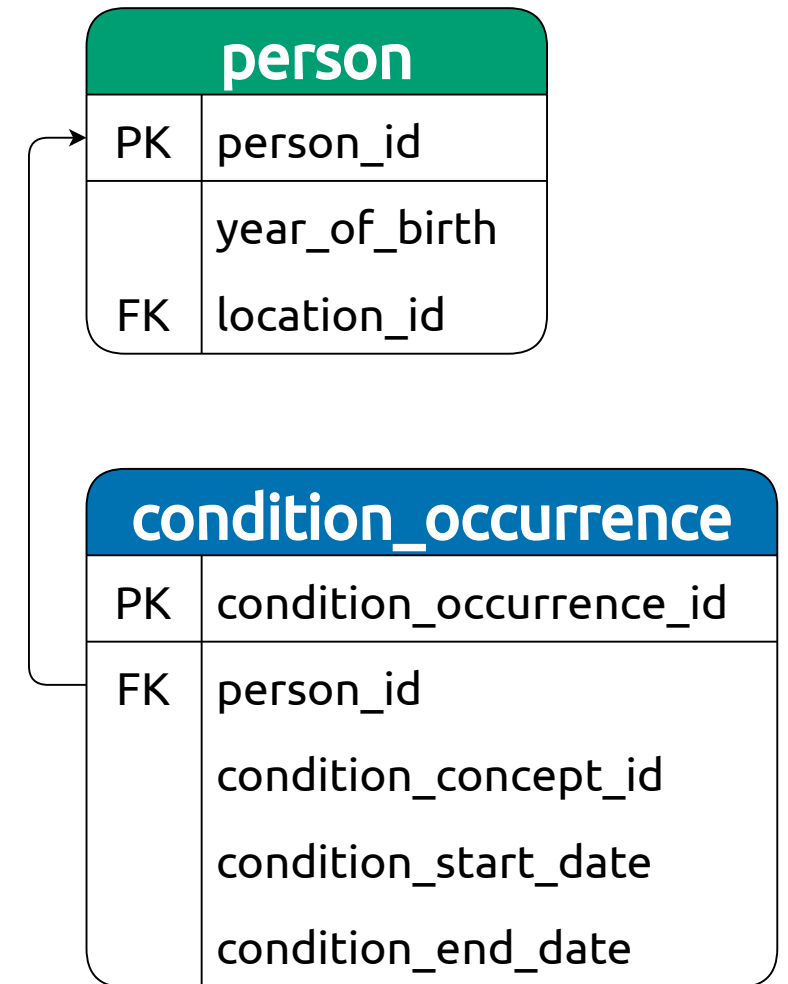 person
PK person_id
year_of_birth
FK location_id
condition_occurrence
PK condition_occurrence_id
FK person_id
condition_concept_id
condition_start_date
condition_end_date